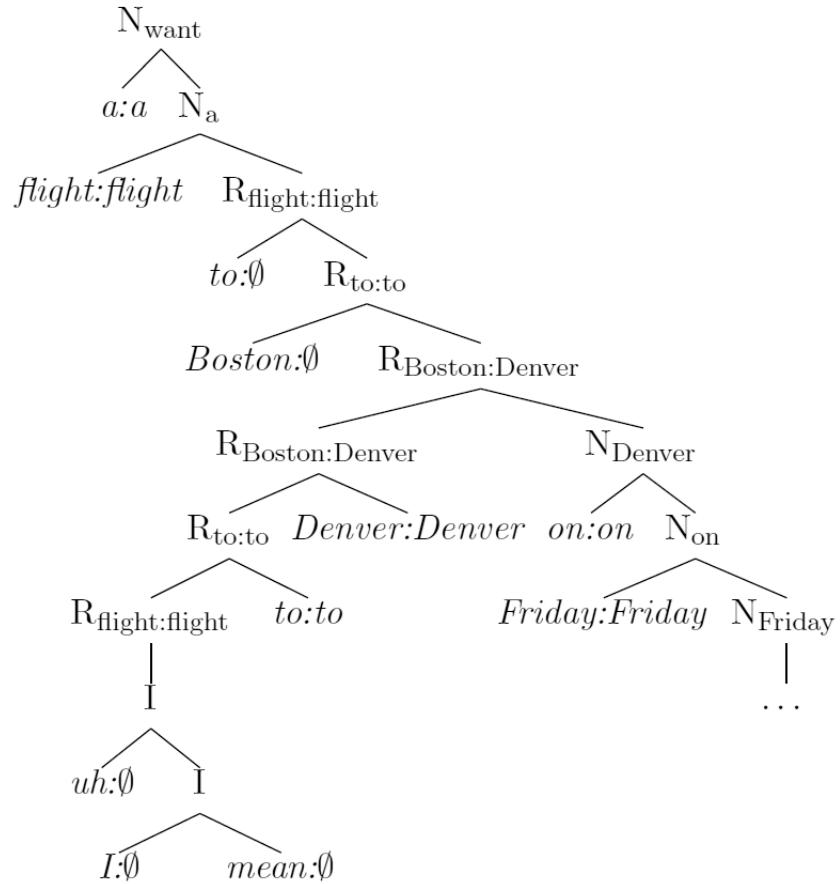 N_want
a:a N_a
flight:flight R_flight:flight
to:∅ R_to:to
Boston:∅ R_Boston:Denver
R_Boston:Denver N_Denver
R_to:to Denver:Denver on:on N_on
R_flight:flight to:to Friday:Friday N_Friday
I ...
uh:∅ I
I:∅ mean:∅